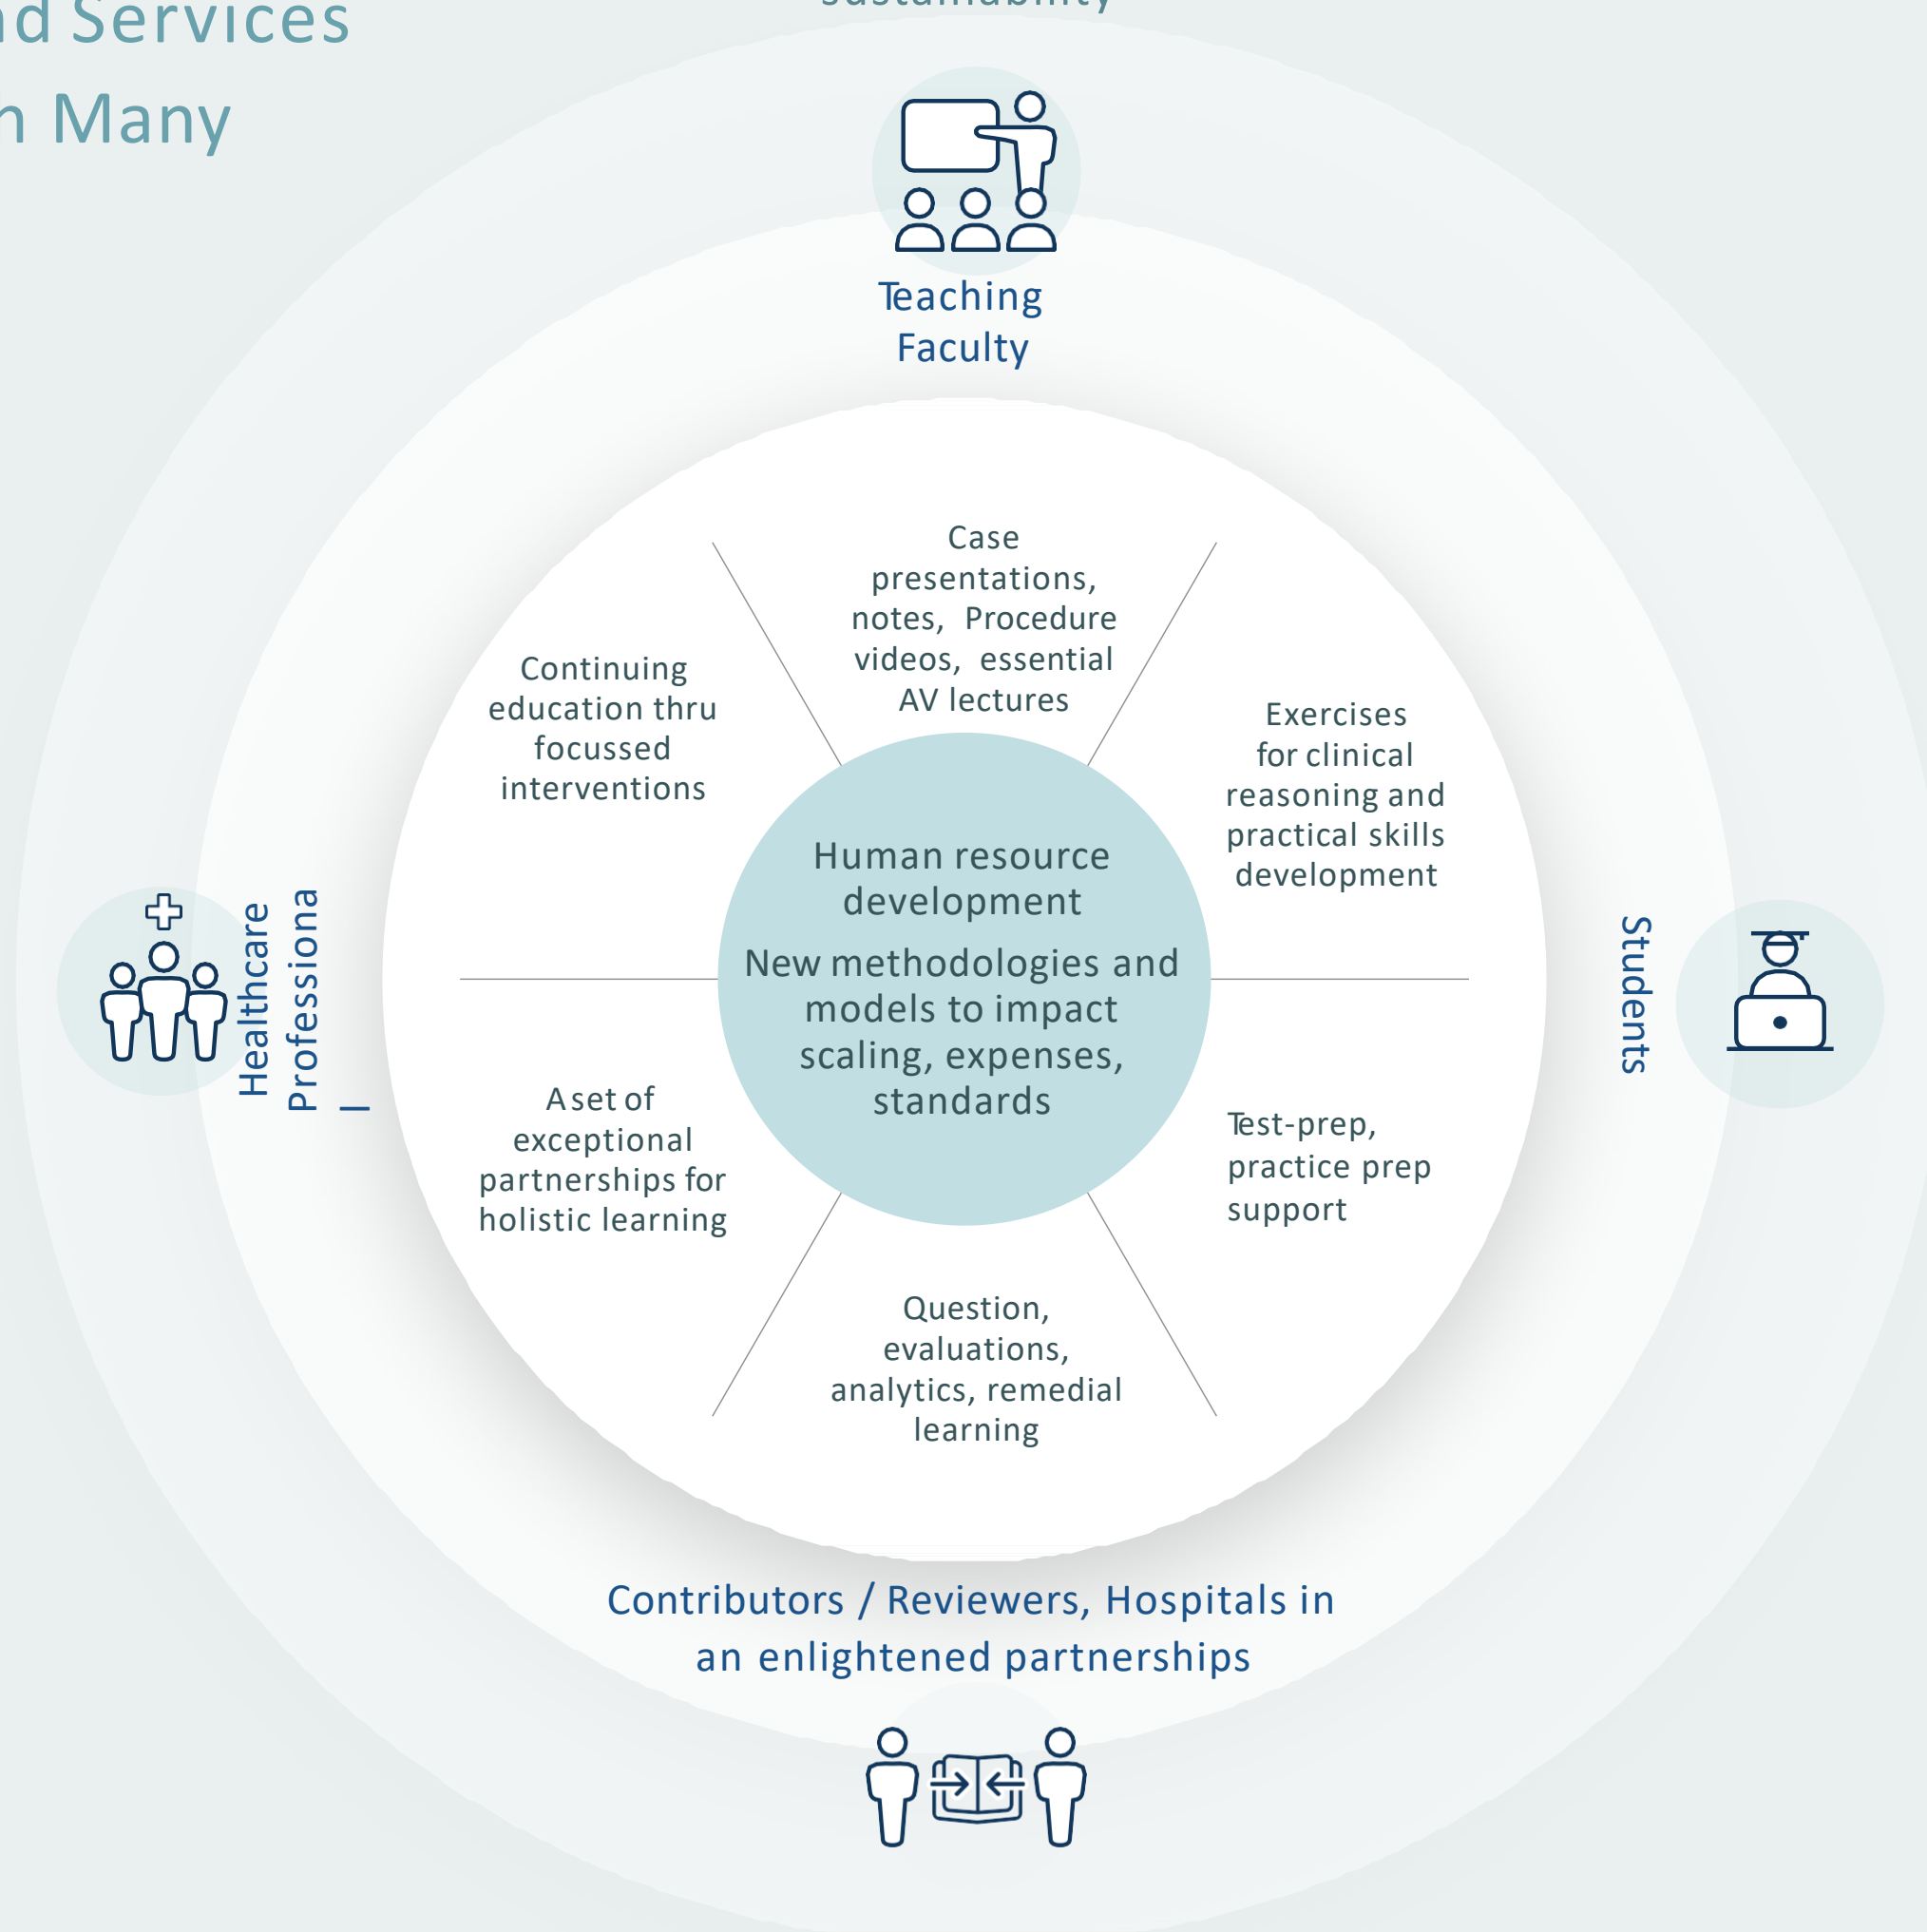 nd Services
h Many
sustainability
Teaching
Faculty
Case
presentations,
notes, Procedure
videos, essential
AV lectures
Continuing
education thru
focussed
interventions
Exercises
for clinical
reasoning and
practical skills
development
Human resource
development
New methodologies and
models to impact
scaling, expenses,
standards
Healthcare
Professiona
l
Students
A set of
exceptional
partnerships for
holistic learning
Test-prep,
practice prep
support
Question,
evaluations,
analytics, remedial
learning
Contributors / Reviewers, Hospitals in
an enlightened partnerships